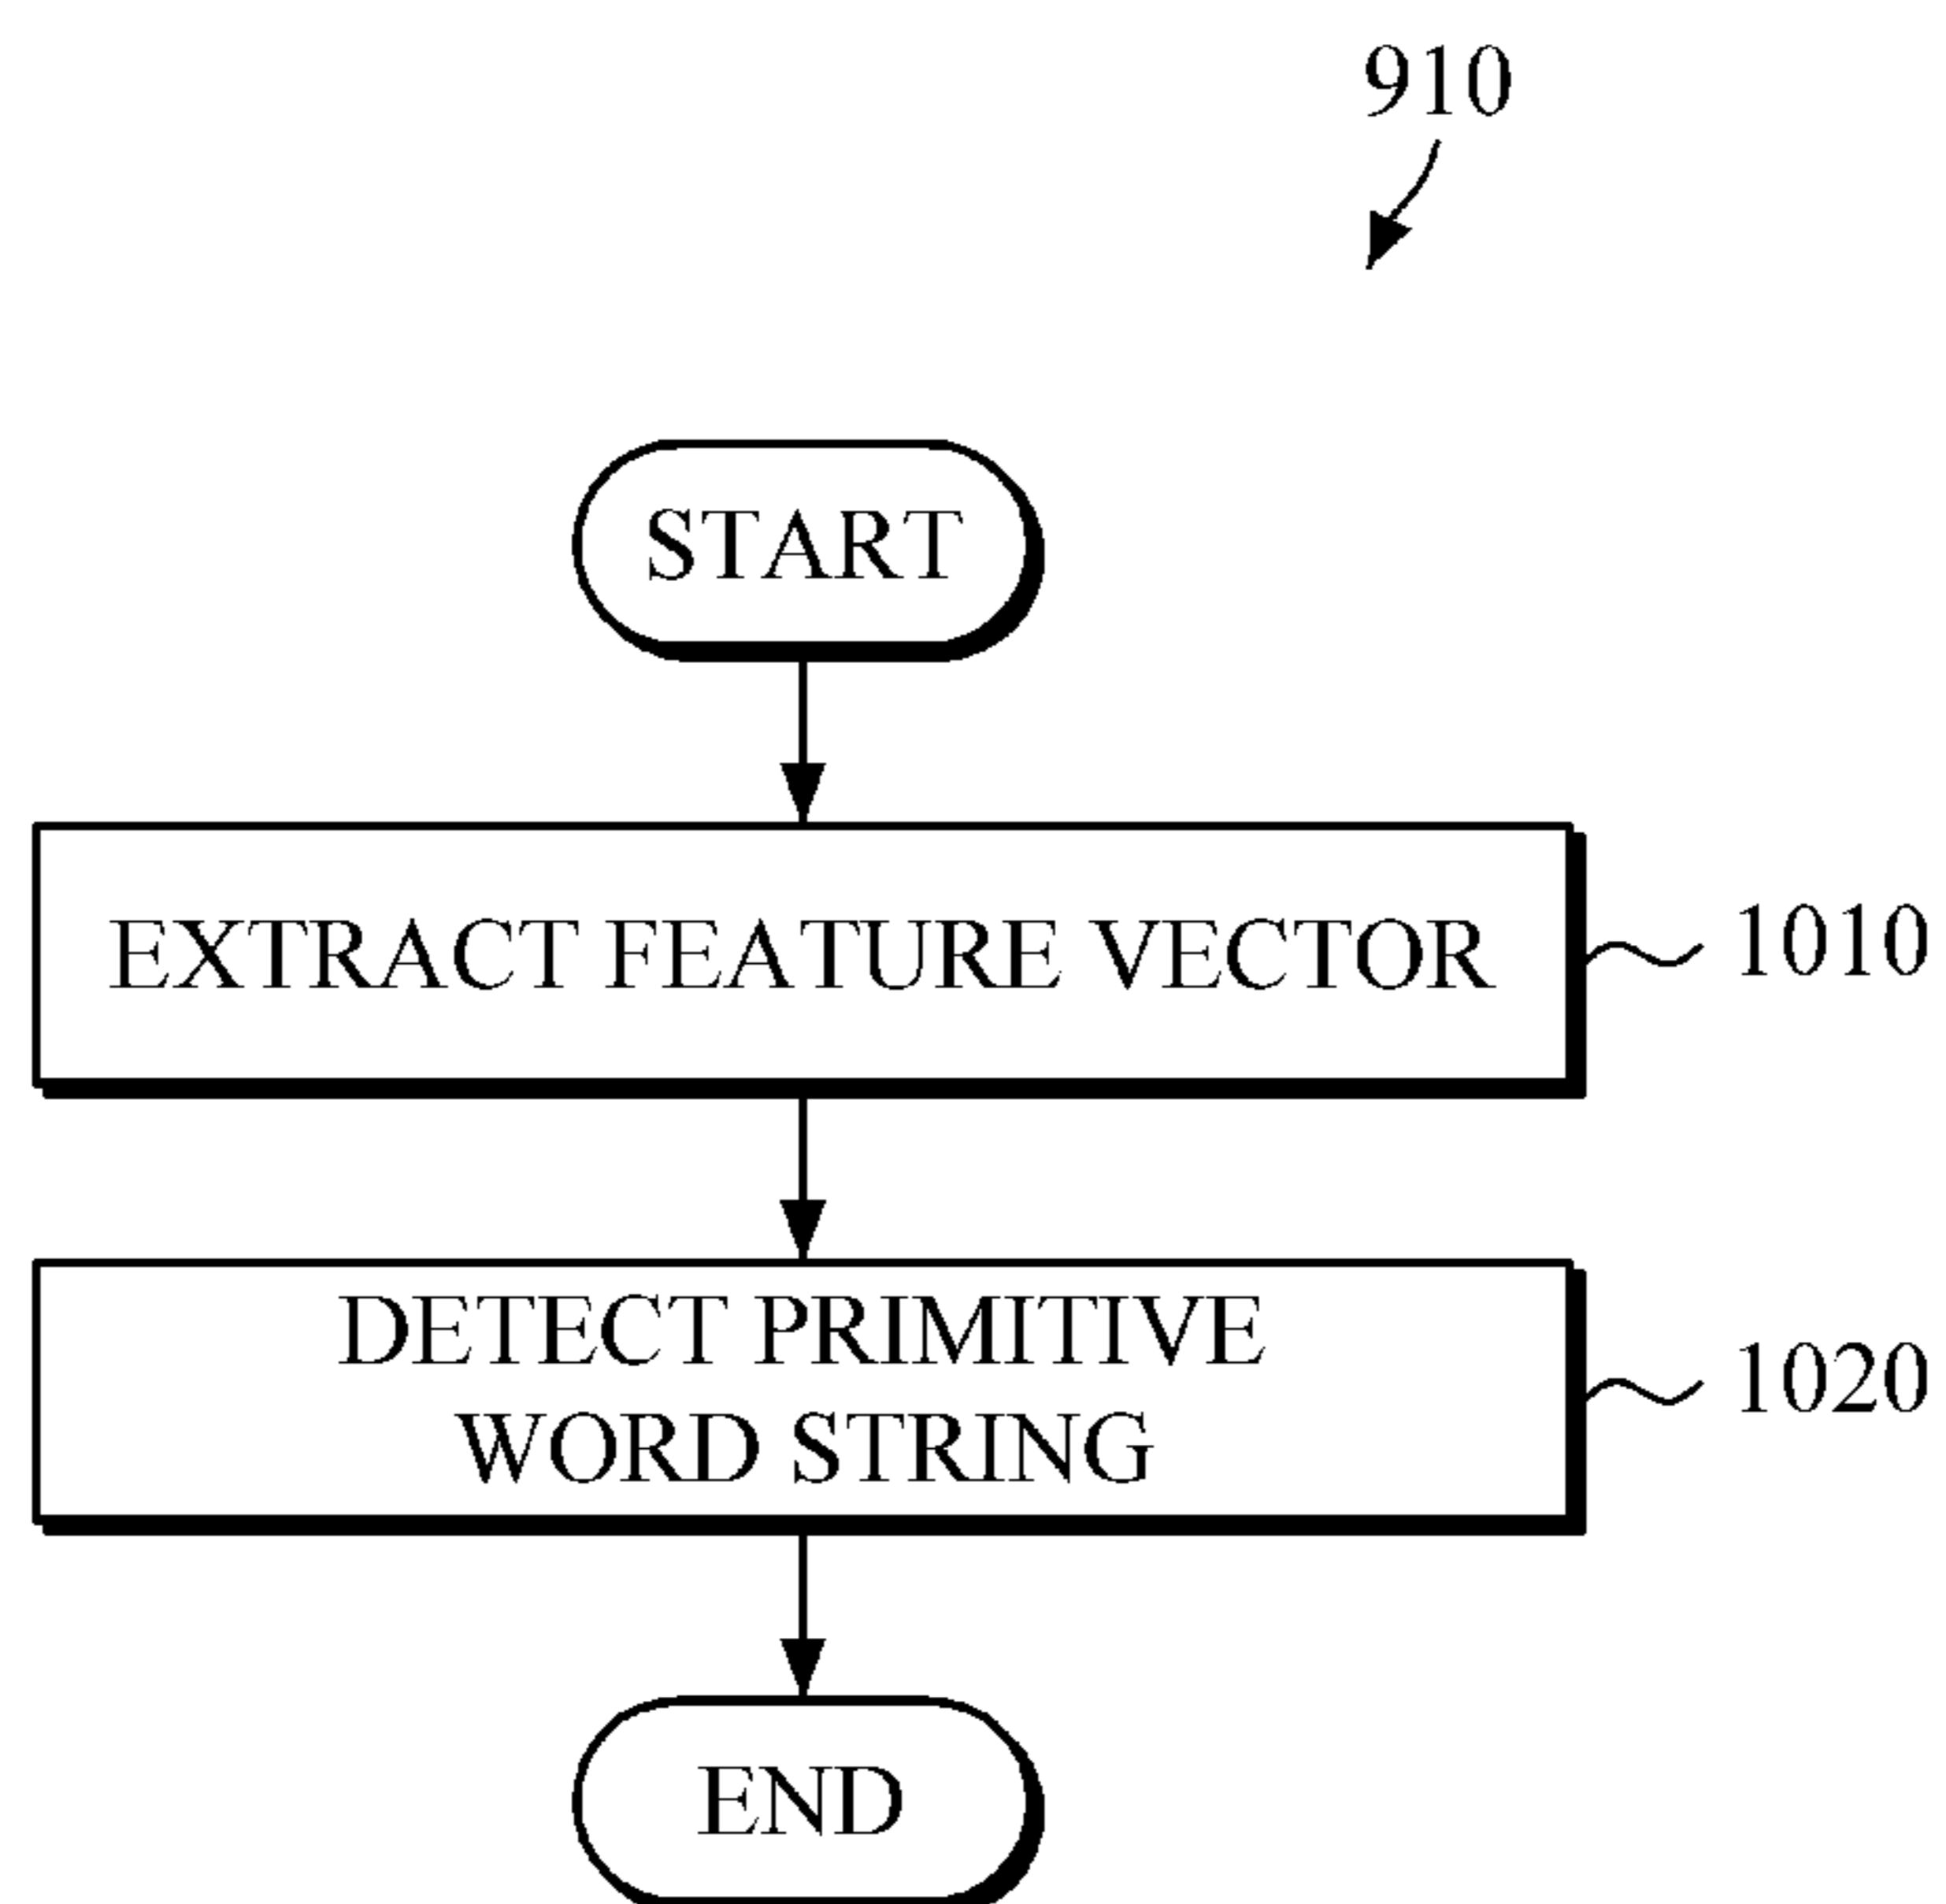 910
START
EXTRACT FEATURE VECTOR
1010
DETECT PRIMITIVE
WORD STRING
1020
END